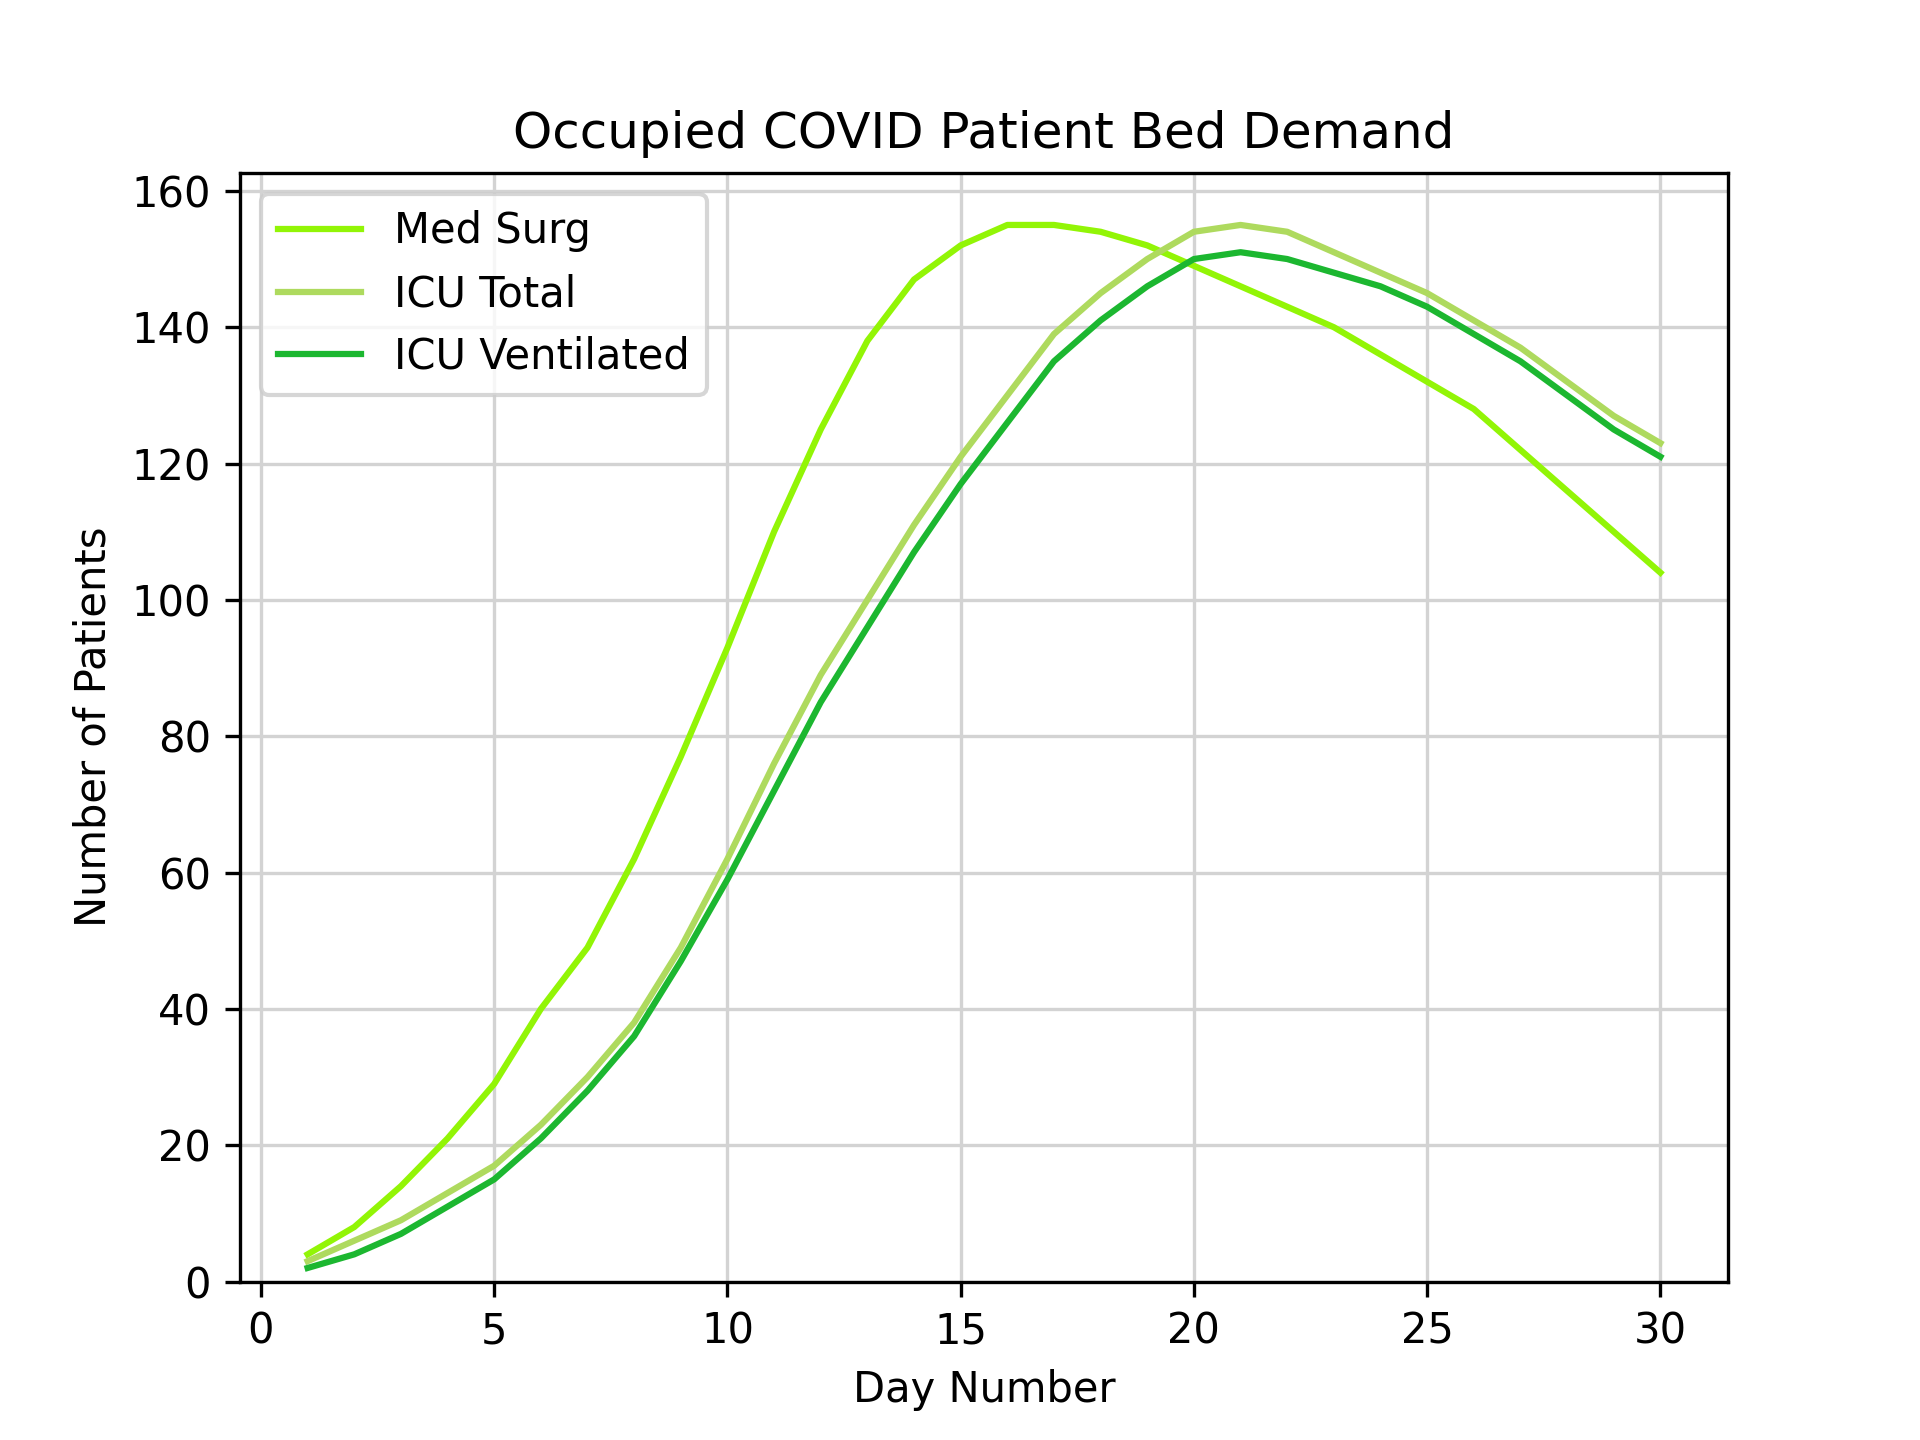 Occupied COVID Patient Bed Demand
Med Surg
ICU Total
ICU Ventilated
160
140
120
100
80
60
40
20
0
Number of Patients
0 5 10 15 20 25 30
Day Number